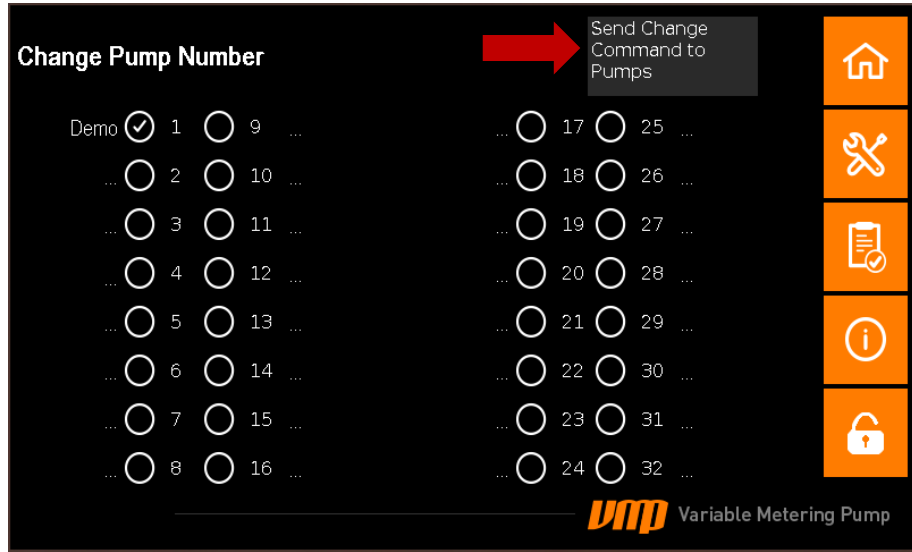 Send Change
Command to
Pumps
Change Pump Number
Demo 1 9 ... ... 17 25 ...
... 2 10 ... ... 18 26 ...
... 3 11 ... ... 19 27 ...
... 4 12 ... ... 20 28 ...
... 5 13 ... ... 21 29 ...
... 6 14 ... ... 22 30 ...
... 7 15 ... ... 23 31 ...
... 8 16 ... ... 24 32 ...
vmp Variable Metering Pump